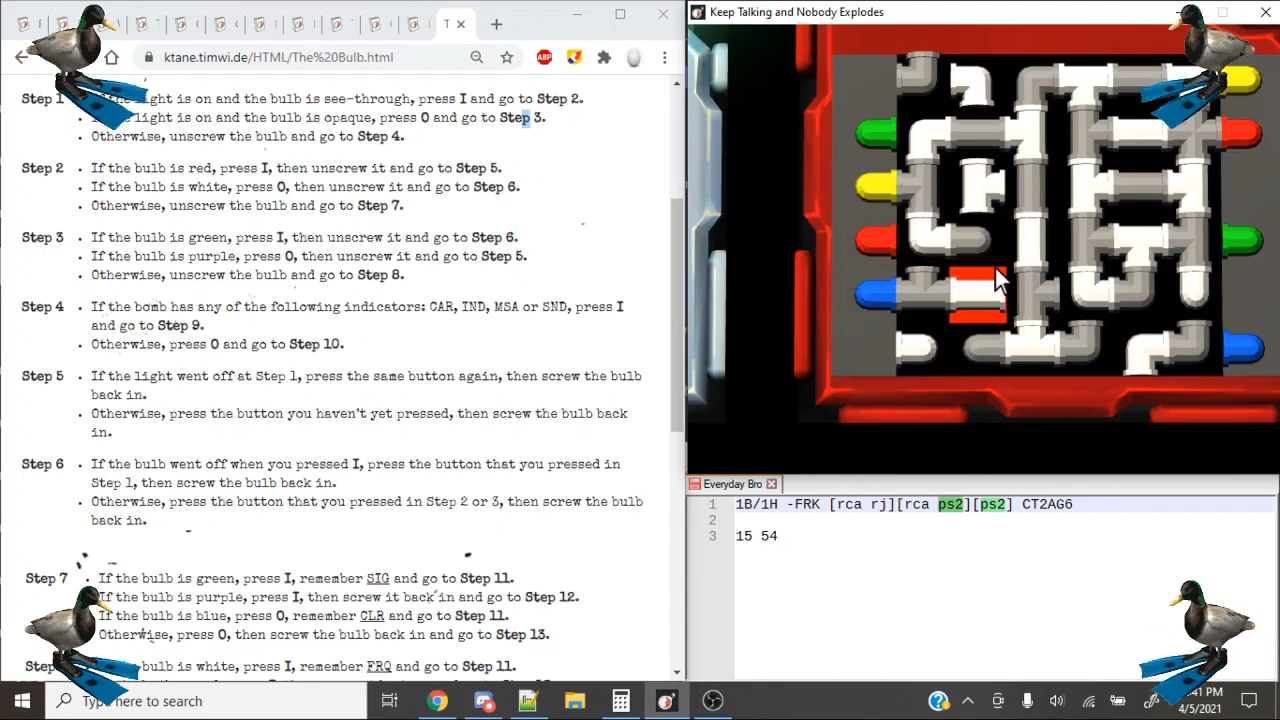 T
Keep Talking and Nobody Explodes
ktane.timwi.de/HTML/The%20Bulb.html
ABP
Step 1
light is on and the bulb is see-through, press I and go to Step 2.
light is on and the bulb is opaque, press O and go to Step 3.
Otherwise, unscrew the bulb and go to Step 4.
Step 2 • If the bulb is red, press I, then unscrew it and go to Step 5.
• If the bulb is white, press O, then unscrew it and go to Step 6.
• Otherwise, unscrew the bulb and go to Step 7.
Step 3 • If the bulb is green, press I, then unscrew it and go to Step 6.
• If the bulb is purple, press O, then unscrew it and go to Step 5.
• Otherwise, unscrew the bulb and go to Step 8.
Step 4 • If the bomb has any of the following indicators: CAR, IND, MSA or SND, press I
and go to Step 9.
• Otherwise, press O and go to Step 10.
Step 5 • If the light went off at Step 1, press the same button again, then screw the bulb
back in.
• Otherwise, press the button you haven't yet pressed, then screw the bulb back
in.
Step 6 • If the bulb went off when you pressed I, press the button that you pressed in
Step 1, then screw the bulb back in.
• Otherwise, press the button that you pressed in Step 2 or 3, then screw the bulb
back in.
Step 7 • If the bulb is green, press I, remember SIG and go to Step 11.
If the bulb is purple, press I, then screw it back in and go to Step 12.
If the bulb is blue, press O, remember CLR and go to Step 11.
Otherwise, press O, then screw the bulb back in and go to Step 13.
bulb is white, press I, remember FRQ and go to Step 11.
Everyday Bro
1 1B/1H -FRK [rca rj][rca ps2][ps2] CT2AG6
2
3 15 54
Type here to search
:41 PM
4/5/2021